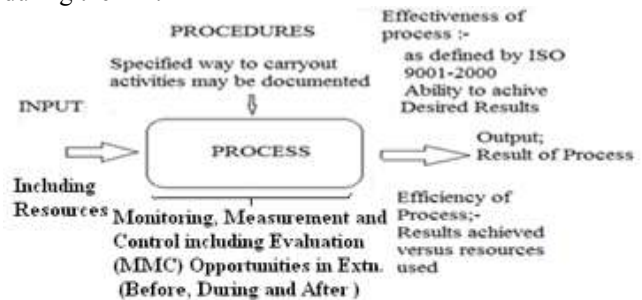 PROCEDURES
Specified way to carryout
activities may be documented
Effectiveness of
process :-
as defined by ISO
9001-2000
Ability to achive
Desired Results
INPUT
PROCESS
Output;
Result of Process
Including
Resources
Monitoring, Measurement and
Control including Evaluation
(MMC) Opportunities in Extn.
(Before, During and After )
Efficiency of
Process;-
Results achieved
versus resources
used